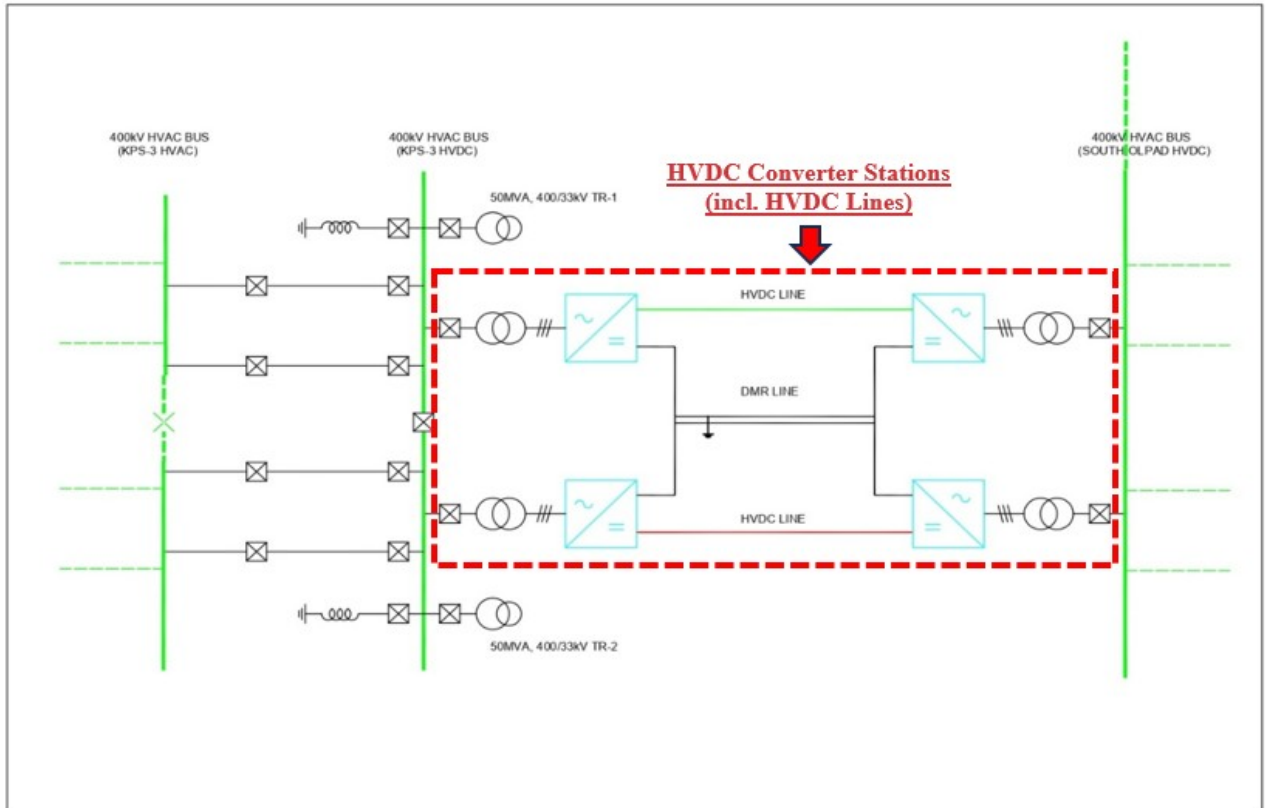 400kV HVAC BUS
(KPS-3 HVAC)
400kV HVAC BUS
(KPS-3 HVDC)
400kV HVAC BUS
(SOUTH OLPAD HVDC)
HVDC Converter Stations
(incl. HVDC Lines)
50MVA, 400/33kV TR-1
HVDC LINE
DMR LINE
HVDC LINE
50MVA, 400/33kV TR-2